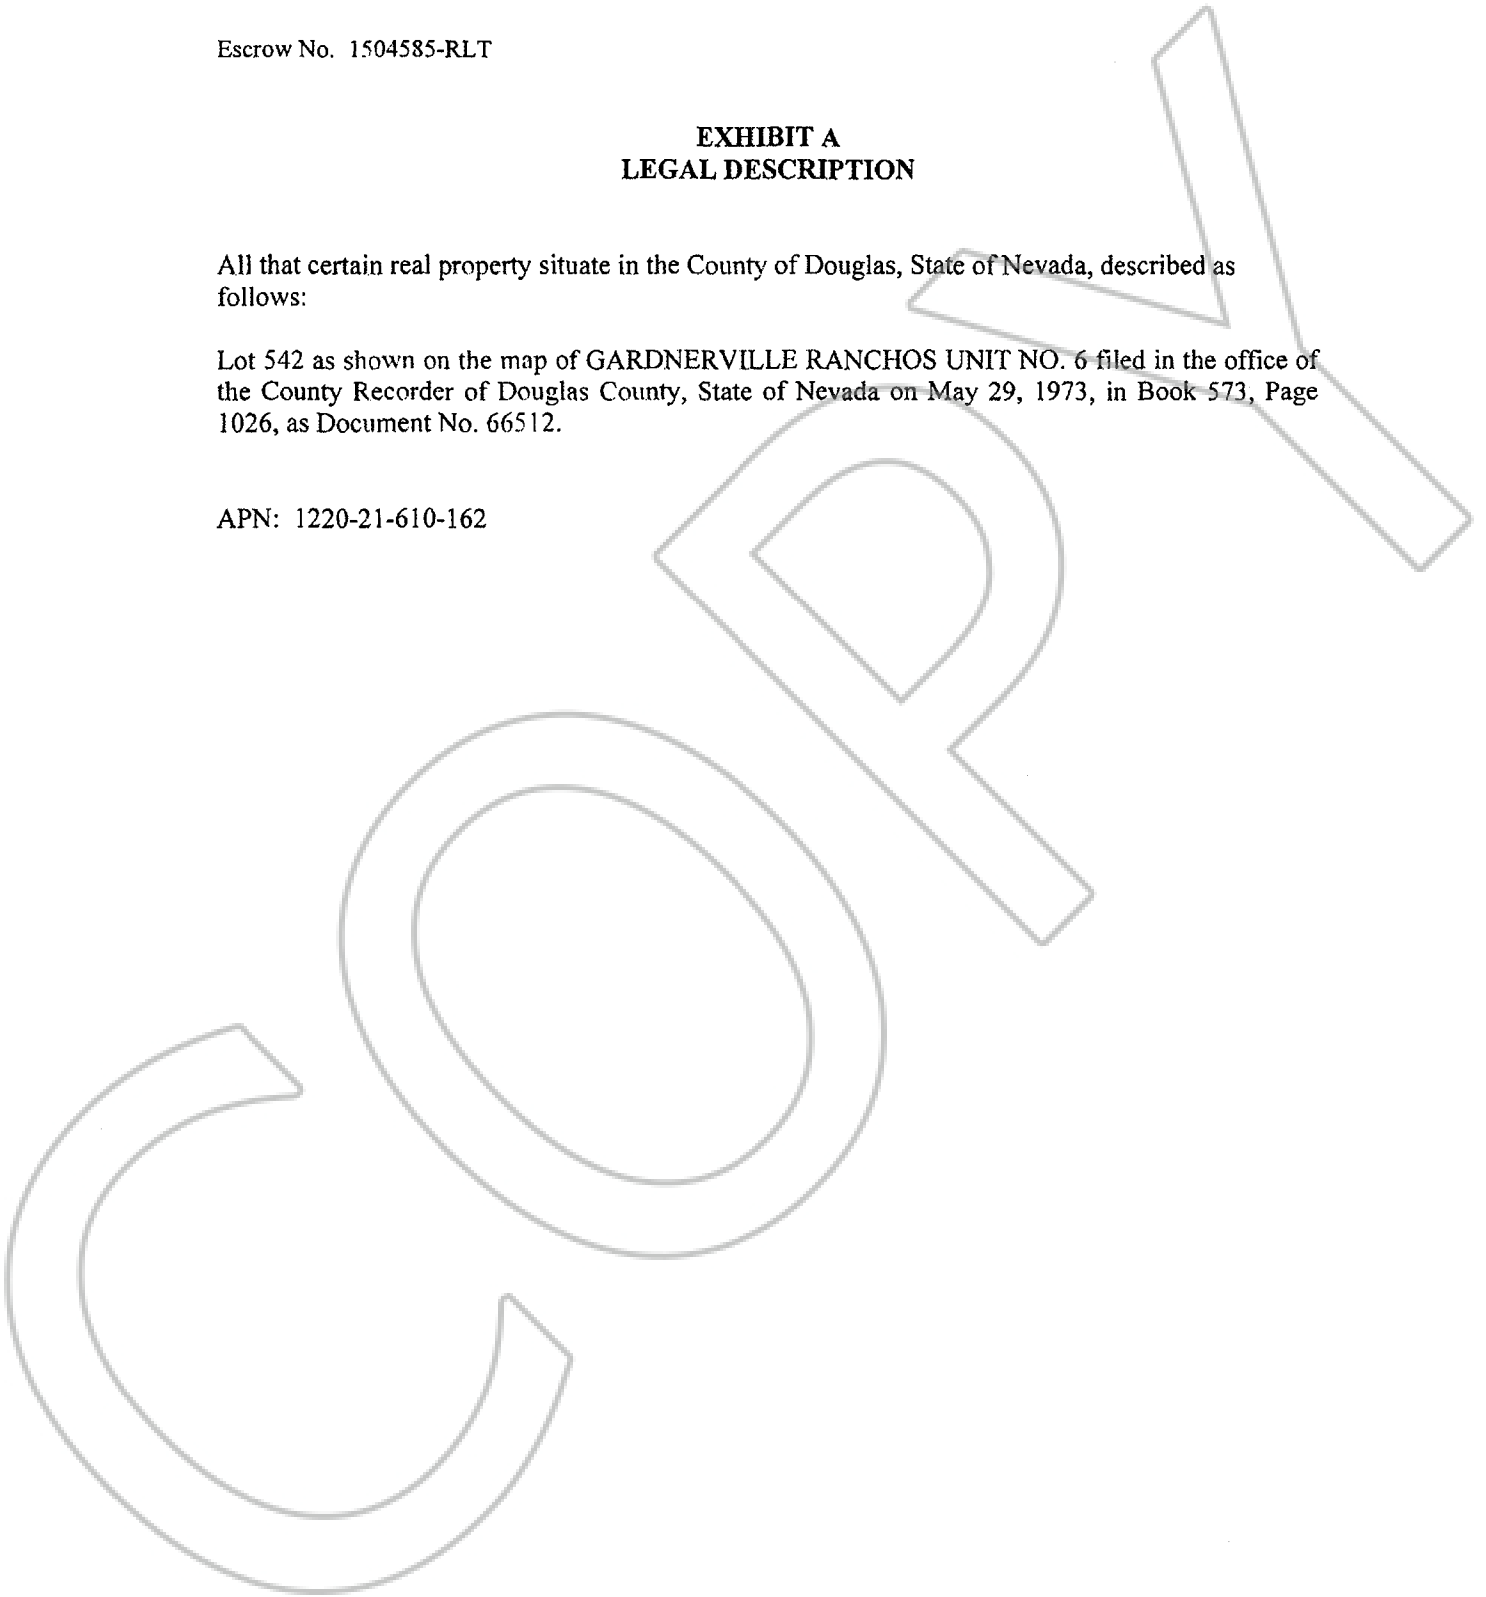 Escrow No. 1504585-RLT
EXHIBIT A
LEGAL DESCRIPTION
All that certain real property situate in the County of Douglas, State of Nevada, described as
follows:
Lot 542 as shown on the map of GARDNERVILLE RANCHOS UNIT NO. 6 filed in the office of
the County Recorder of Douglas County, State of Nevada on May 29, 1973, in Book 573, Page
1026, as Document No. 66512.
APN: 1220-21-610-162
COPY